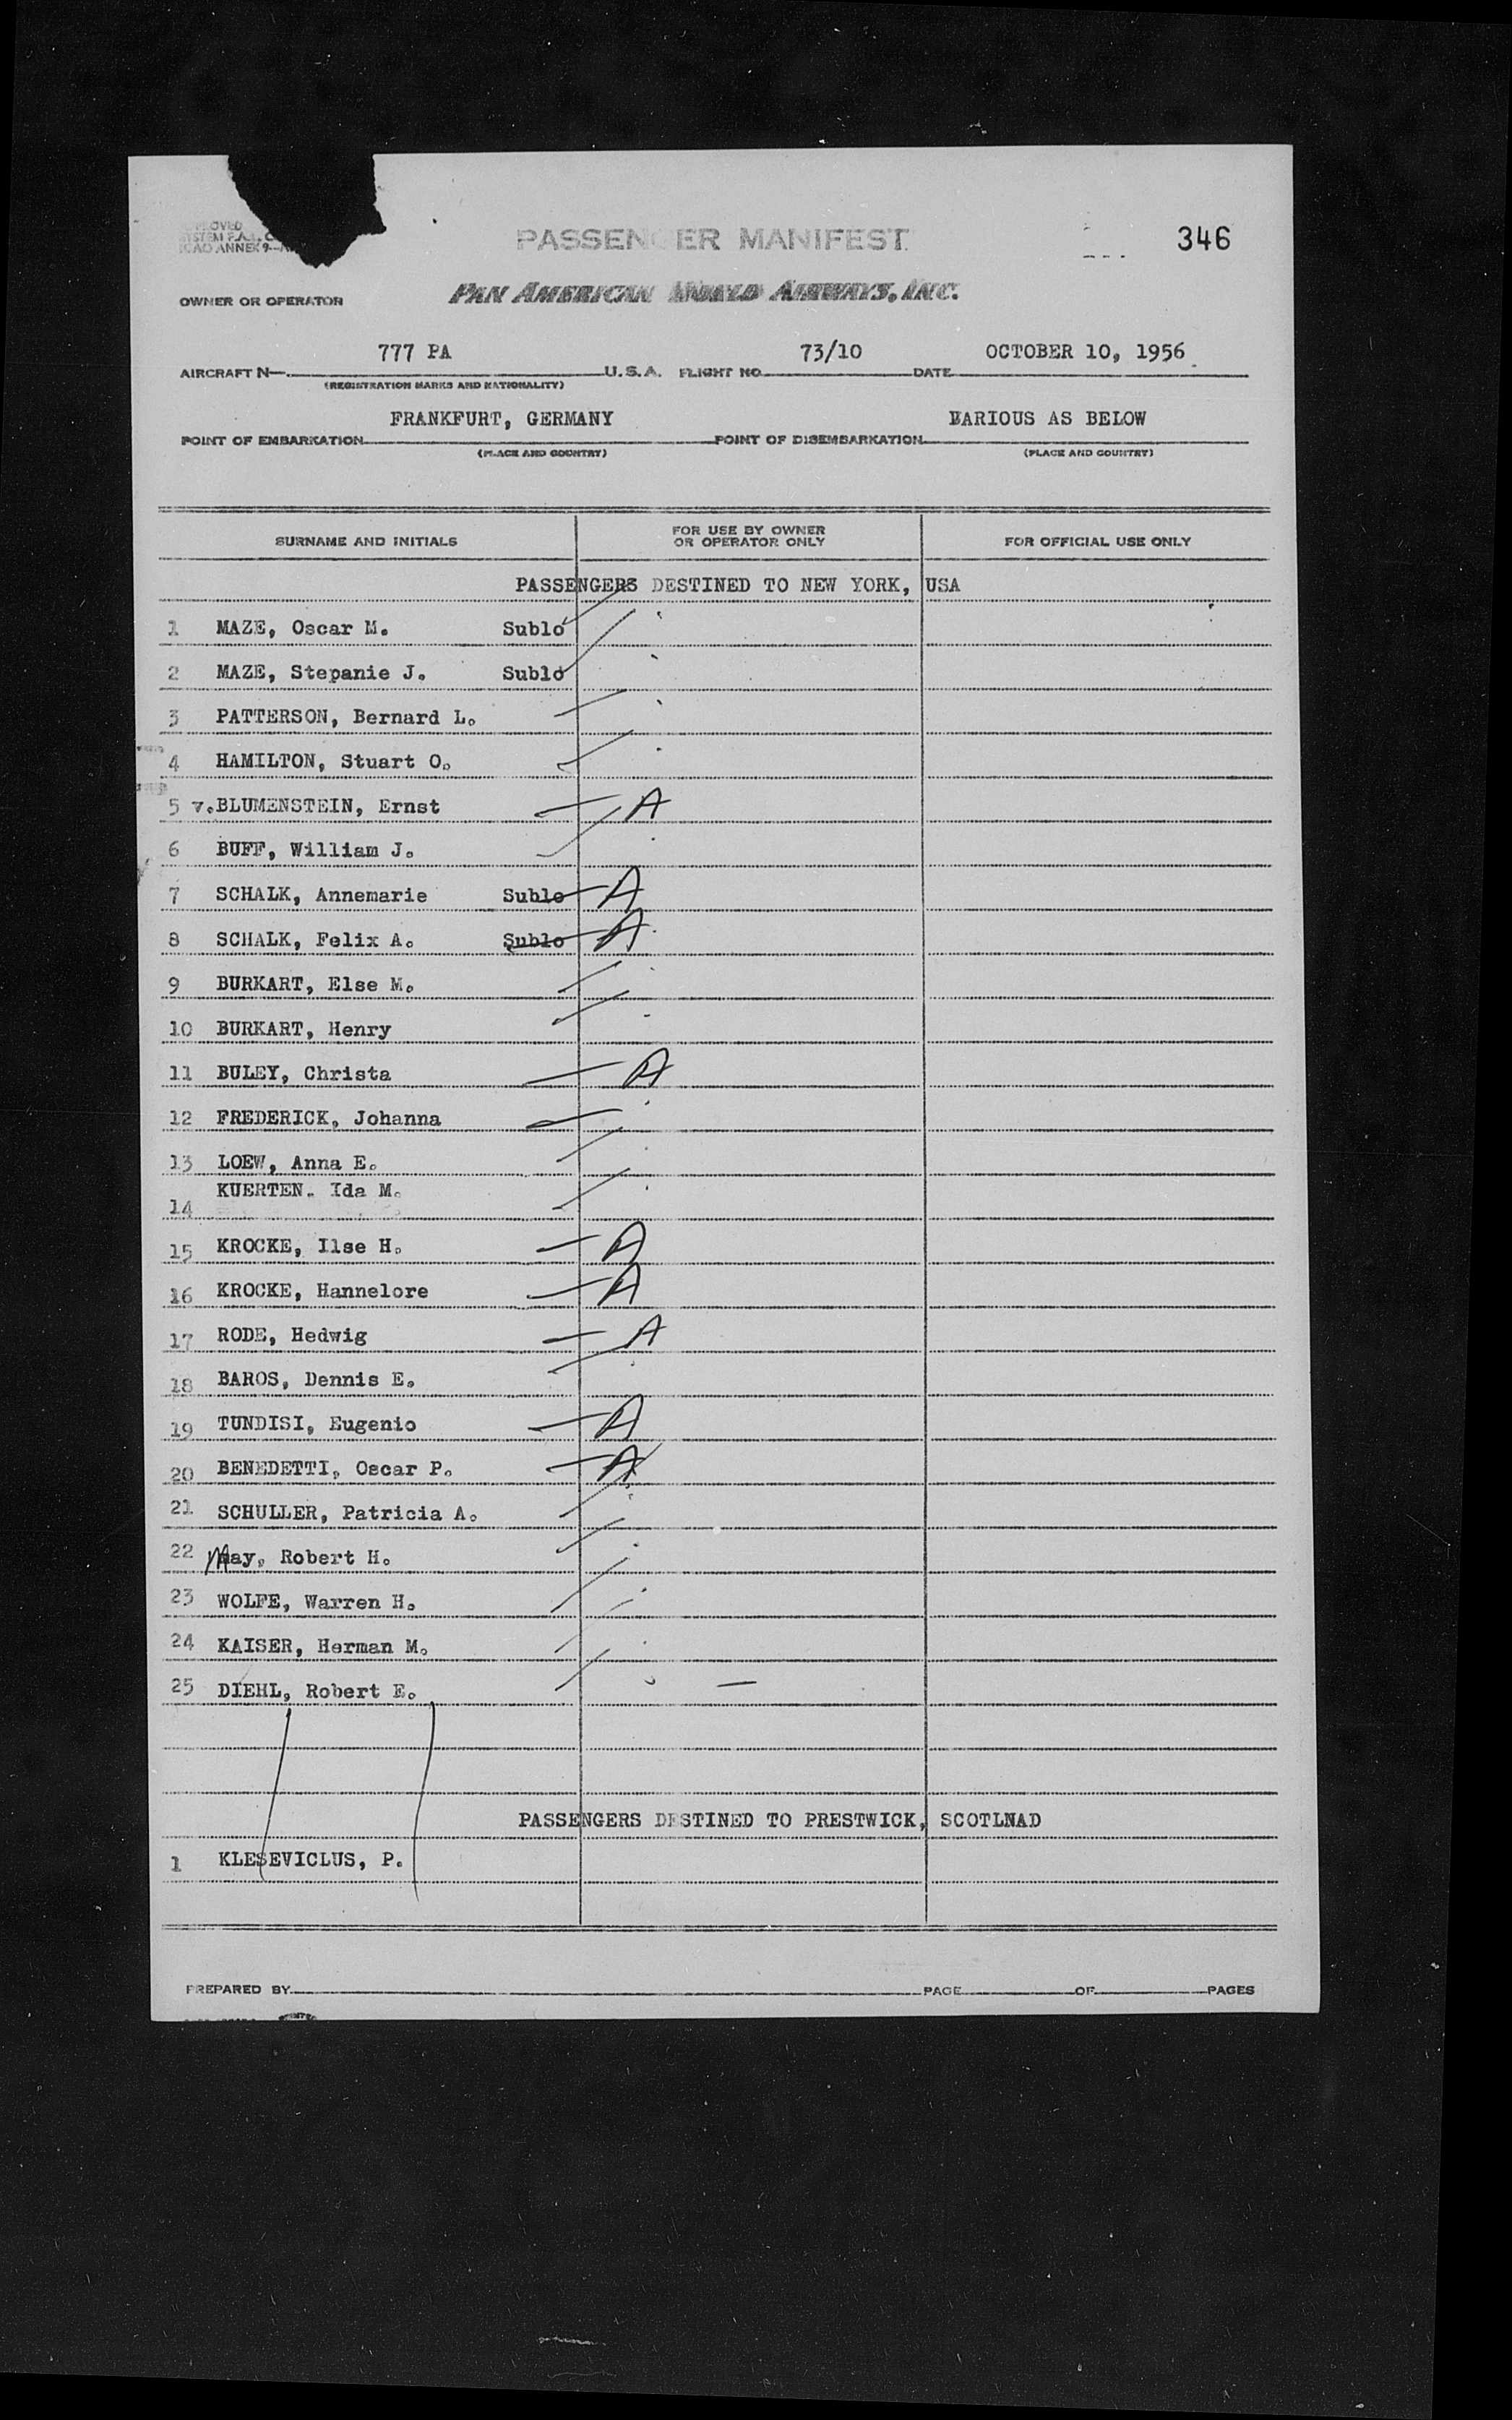 PASSENGER MANIFEST
346
OWNER OR OPERATOR PAN AMERICAN WORLD AIRWAYS, INC.
777 PA 73/10 OCTOBER 10, 1956
AIRCRAFT N— U.S.A. FLIGHT NO. DATE
(REGISTRATION MARKS AND NATIONALITY)
FRANKFURT, GERMANY VARIOUS AS BELOW
POINT OF EMBARKATION POINT OF DISEMBARKATION
(PLACE AND COUNTRY) (PLACE AND COUNTRY)
SURNAME AND INITIALS FOR USE BY OWNER OR OPERATOR ONLY FOR OFFICIAL USE ONLY
PASSENGERS DESTINED TO NEW YORK, USA
1 MAZE, Oscar M. Sublo
2 MAZE, Stepanie J. Sublo
3 PATTERSON, Bernard L.
4 HAMILTON, Stuart O.
5 v.BLUMENSTEIN, Ernst A
6 BUFF, William J.
7 SCHALK, Annemarie Sublo A
8 SCHALK, Felix A. Sublo A
9 BURKART, Else M.
10 BURKART, Henry
11 BULEY, Christa A
12 FREDERICK, Johanna
13 LOEW, Anna E.
14 KUERTEN. Ida M.
15 KROCKE, Ilse H. A
16 KROCKE, Hannelore A
17 RODE, Hedwig A
18 BAROS, Dennis E.
19 TUNDISI, Eugenio A
20 BENEDETTI, Oscar P. A
21 SCHULLER, Patricia A.
22 May, Robert H.
23 WOLFE, Warren H.
24 KAISER, Herman M.
25 DIEHL, Robert E.
PASSENGERS DESTINED TO PRESTWICK, SCOTLNAD
1 KLESEVICLUS, P.
PREPARED BY PAGE OF PAGES